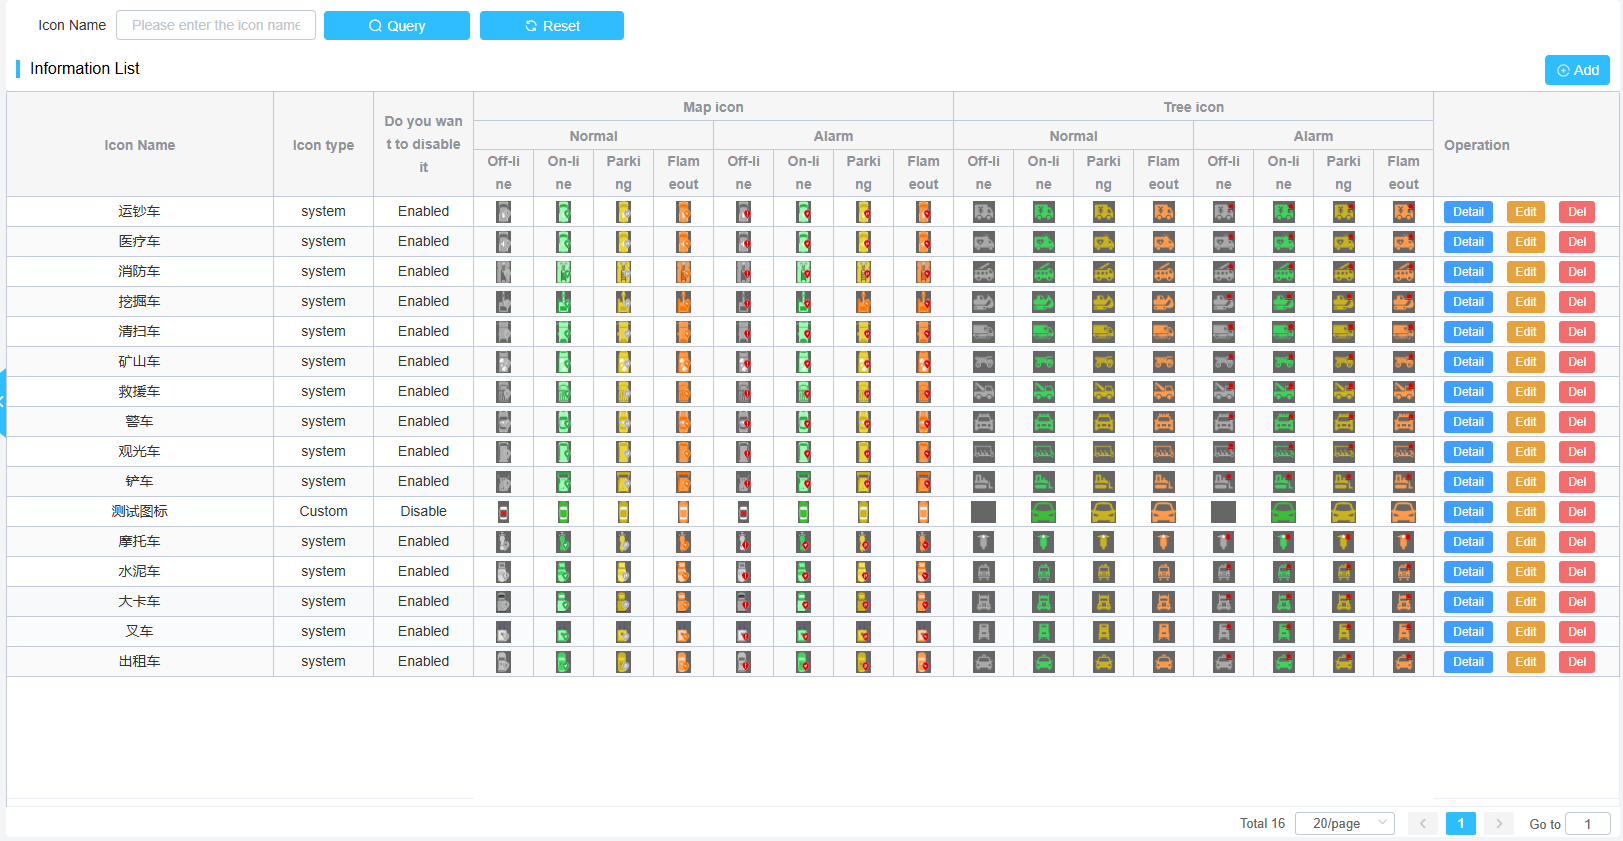 Icon Name Please enter the icon name Query Reset
Information List
Add
Icon Name Icon type Do you wan
t to disable
it Map icon Tree icon Operation
Normal Alarm Normal Alarm
Off-li
ne On-li
ne Parki
ng Flam
eout Off-li
ne On-li
ne Parki
ng Flam
eout Off-li
ne On-li
ne Parki
ng Flam
eout Off-li
ne On-li
ne Parki
ng Flam
eout
运钞车 system Enabled Detail Edit Del
医疗车 system Enabled Detail Edit Del
消防车 system Enabled Detail Edit Del
挖掘车 system Enabled Detail Edit Del
清扫车 system Enabled Detail Edit Del
矿山车 system Enabled Detail Edit Del
救援车 system Enabled Detail Edit Del
警车 system Enabled Detail Edit Del
观光车 system Enabled Detail Edit Del
铲车 system Enabled Detail Edit Del
测试图标 Custom Disable Detail Edit Del
摩托车 system Enabled Detail Edit Del
水泥车 system Enabled Detail Edit Del
大卡车 system Enabled Detail Edit Del
叉车 system Enabled Detail Edit Del
出租车 system Enabled Detail Edit Del
Total 16 20/page 1 Go to 1